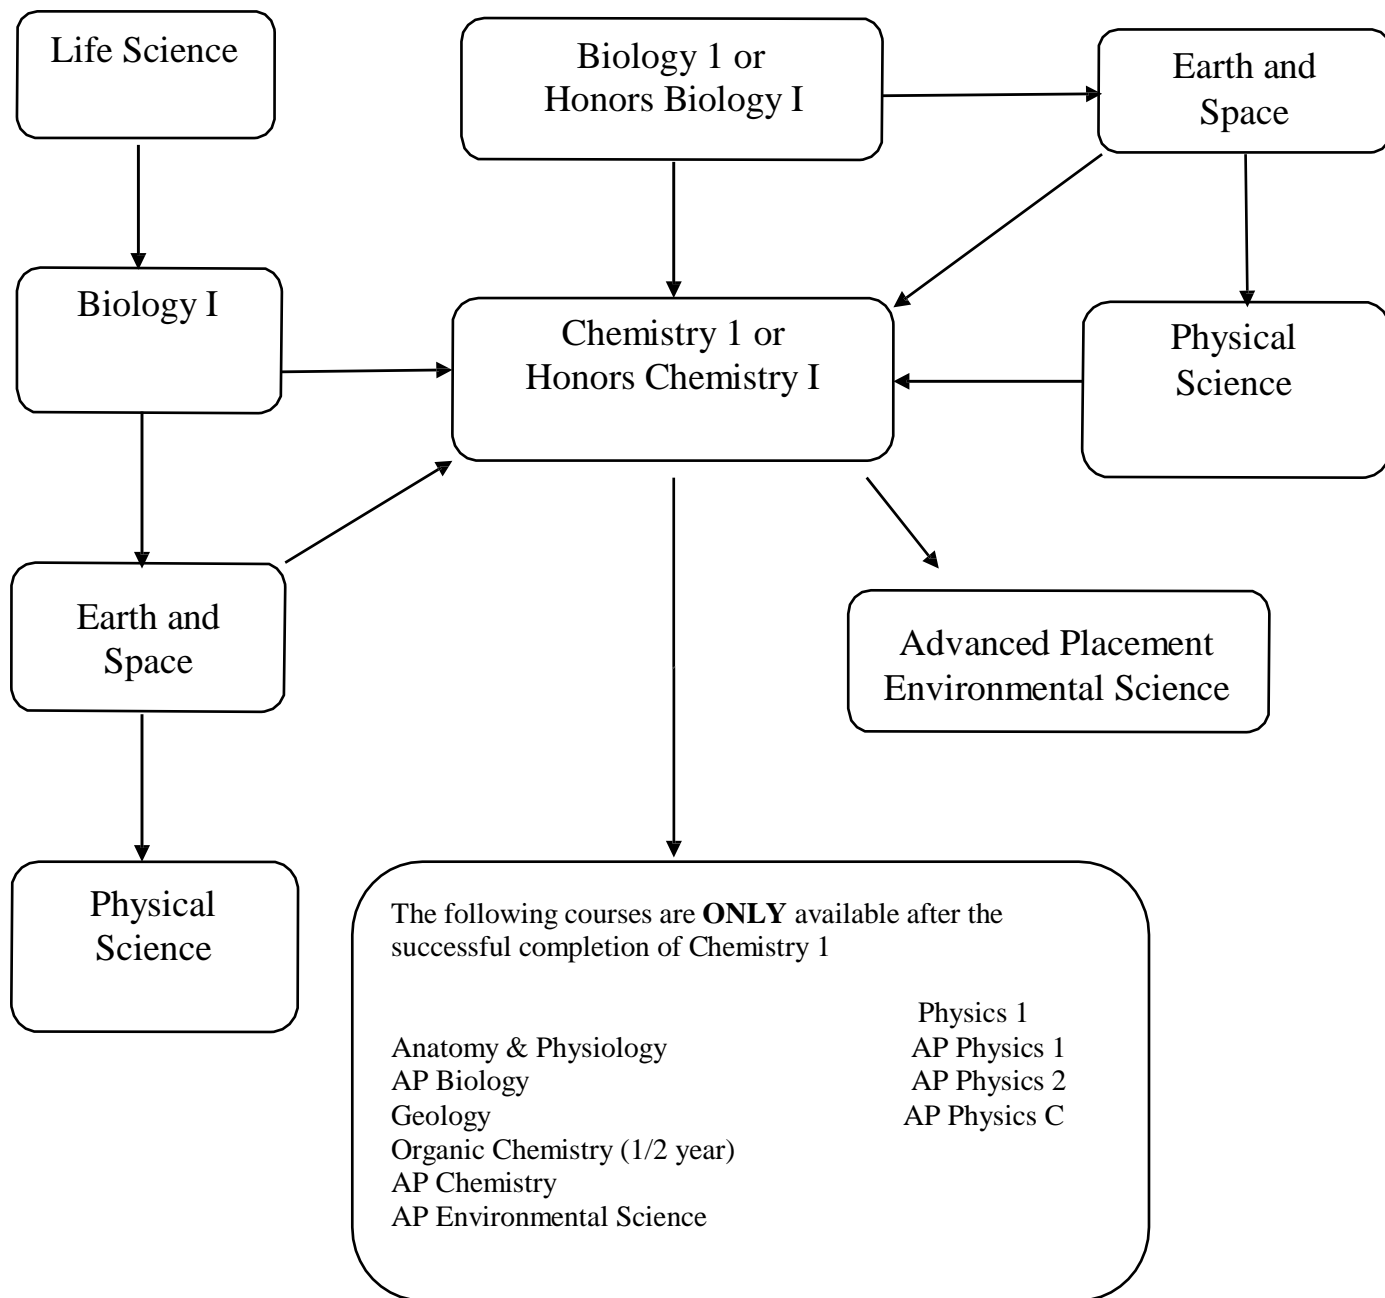 Life Science
Biology 1 or
Honors Biology I
Earth and
Space
Biology I
Chemistry 1 or
Honors Chemistry I
Physical
Science
Earth and
Space
Advanced Placement
Environmental Science
Physical
Science
The following courses are ONLY available after the
successful completion of Chemistry 1
Anatomy & Physiology
AP Biology
Geology
Organic Chemistry (1/2 year)
AP Chemistry
AP Environmental Science
Physics 1
AP Physics 1
AP Physics 2
AP Physics C